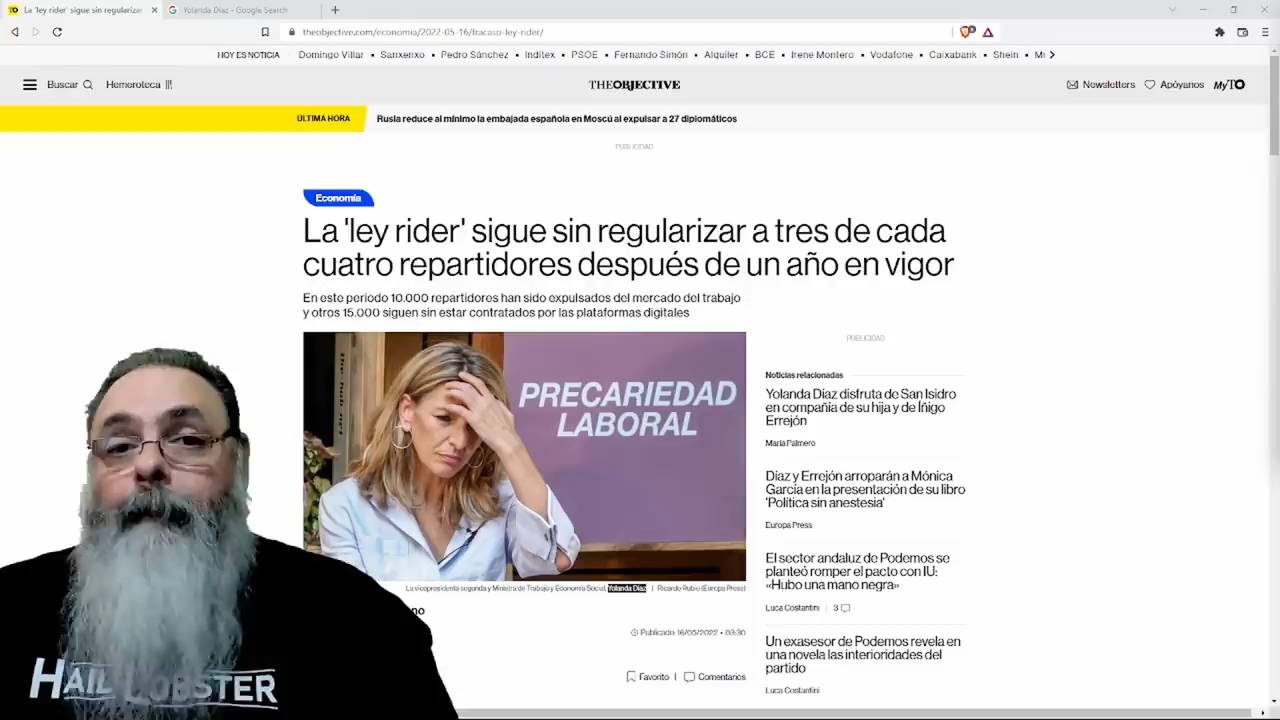 La 'ley rider' sigue sin regularizar
Yolanda Díaz - Google Search
theobjective.com/economia/2022-05-16/fracaso-ley-rider/
HOY ES NOTICIA Domingo Villar • Sanxenxo • Pedro Sánchez • Inditex • PSOE • Fernando Simón • Alquiler • BCE • Irene Montero • Vodafone • Caixabank • Shein •
Buscar Hemeroteca THEOBJECTIVE Newsletters Apóyanos MyTO
ÚLTIMA HORA Rusia reduce al mínimo la embajada española en Moscú al expulsar a 27 diplomáticos
PUBLICIDAD
Economía
La 'ley rider' sigue sin regularizar a tres de cada
cuatro repartidores después de un año en vigor
En este periodo 10.000 repartidores han sido expulsados del mercado del trabajo
y otros 15.000 siguen sin estar contratados por las plataformas digitales
PRECARIEDAD
LABORAL
La vicepresidenta segunda y Ministra de Trabajo y Economía Social, Yolanda Díaz | Ricardo Rubio (Europa Press)
Publicado: 16/05/2022 • 03:30
Favorito | Comentarios
PUBLICIDAD
Noticias relacionadas
Yolanda Díaz disfruta de San Isidro
en compañía de su hija y de Íñigo
Errejón
María Palmero
Díaz y Errejón arroparán a Mónica
García en la presentación de su libro
'Política sin anestesia'
Europa Press
El sector andaluz de Podemos se
planteó romper el pacto con IU:
«Hubo una mano negra»
Luca Costantini | 3
Un exasesor de Podemos revela en
una novela las interioridades del
partido
Luca Costantini